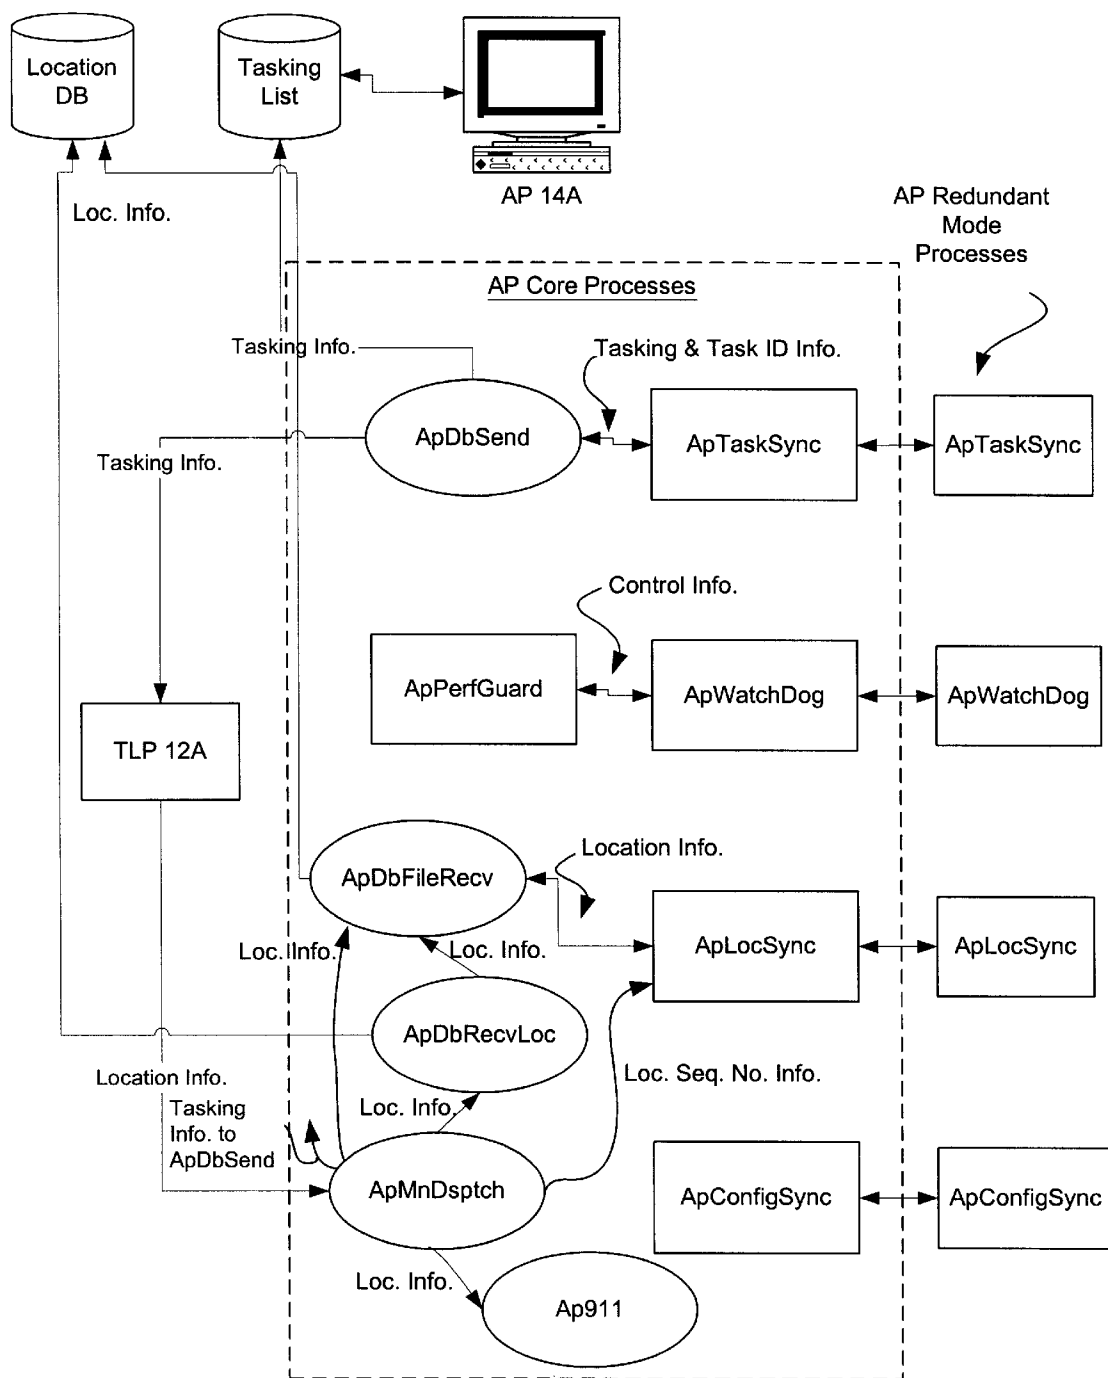 Location
DB
Tasking
List
AP 14A
Loc. Info.
AP Redundant
Mode
Processes
AP Core Processes
Tasking Info.
Tasking & Task ID Info.
ApDbSend
ApTaskSync
ApTaskSync
Tasking Info.
Control Info.
ApPerfGuard
ApWatchDog
ApWatchDog
TLP 12A
Location Info.
ApDbFileRecv
Loc. Info.
Loc. Info.
ApLocSync
ApLocSync
ApDbRecvLoc
Location Info.
Loc. Seq. No. Info.
Tasking
Info. to
ApDbSend
Loc. Info.
ApMnDsptch
ApConfigSync
ApConfigSync
Loc. Info.
Ap911